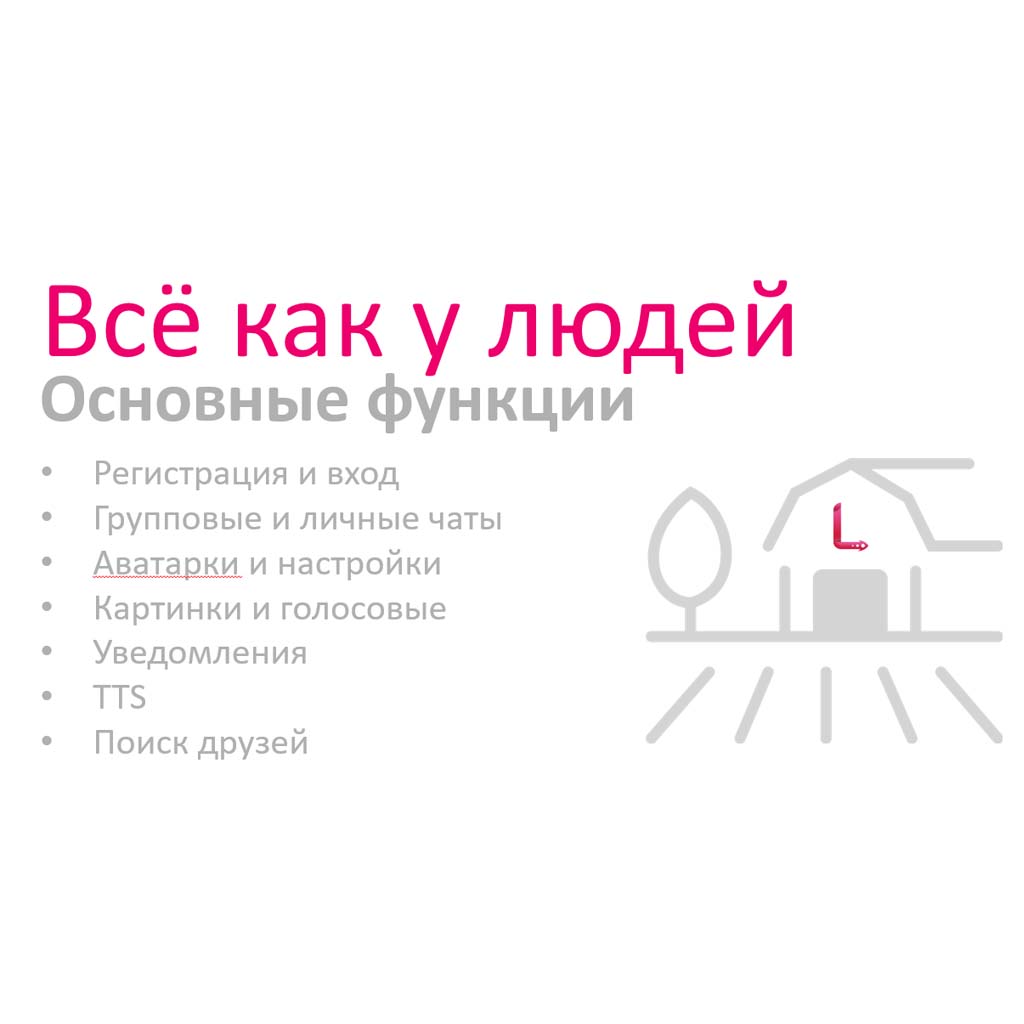 Всё как у людей
Основные функции
• Регистрация и вход
• Групповые и личные чаты
• Аватарки и настройки
• Картинки и голосовые
• Уведомления
• TTS
• Поиск друзей